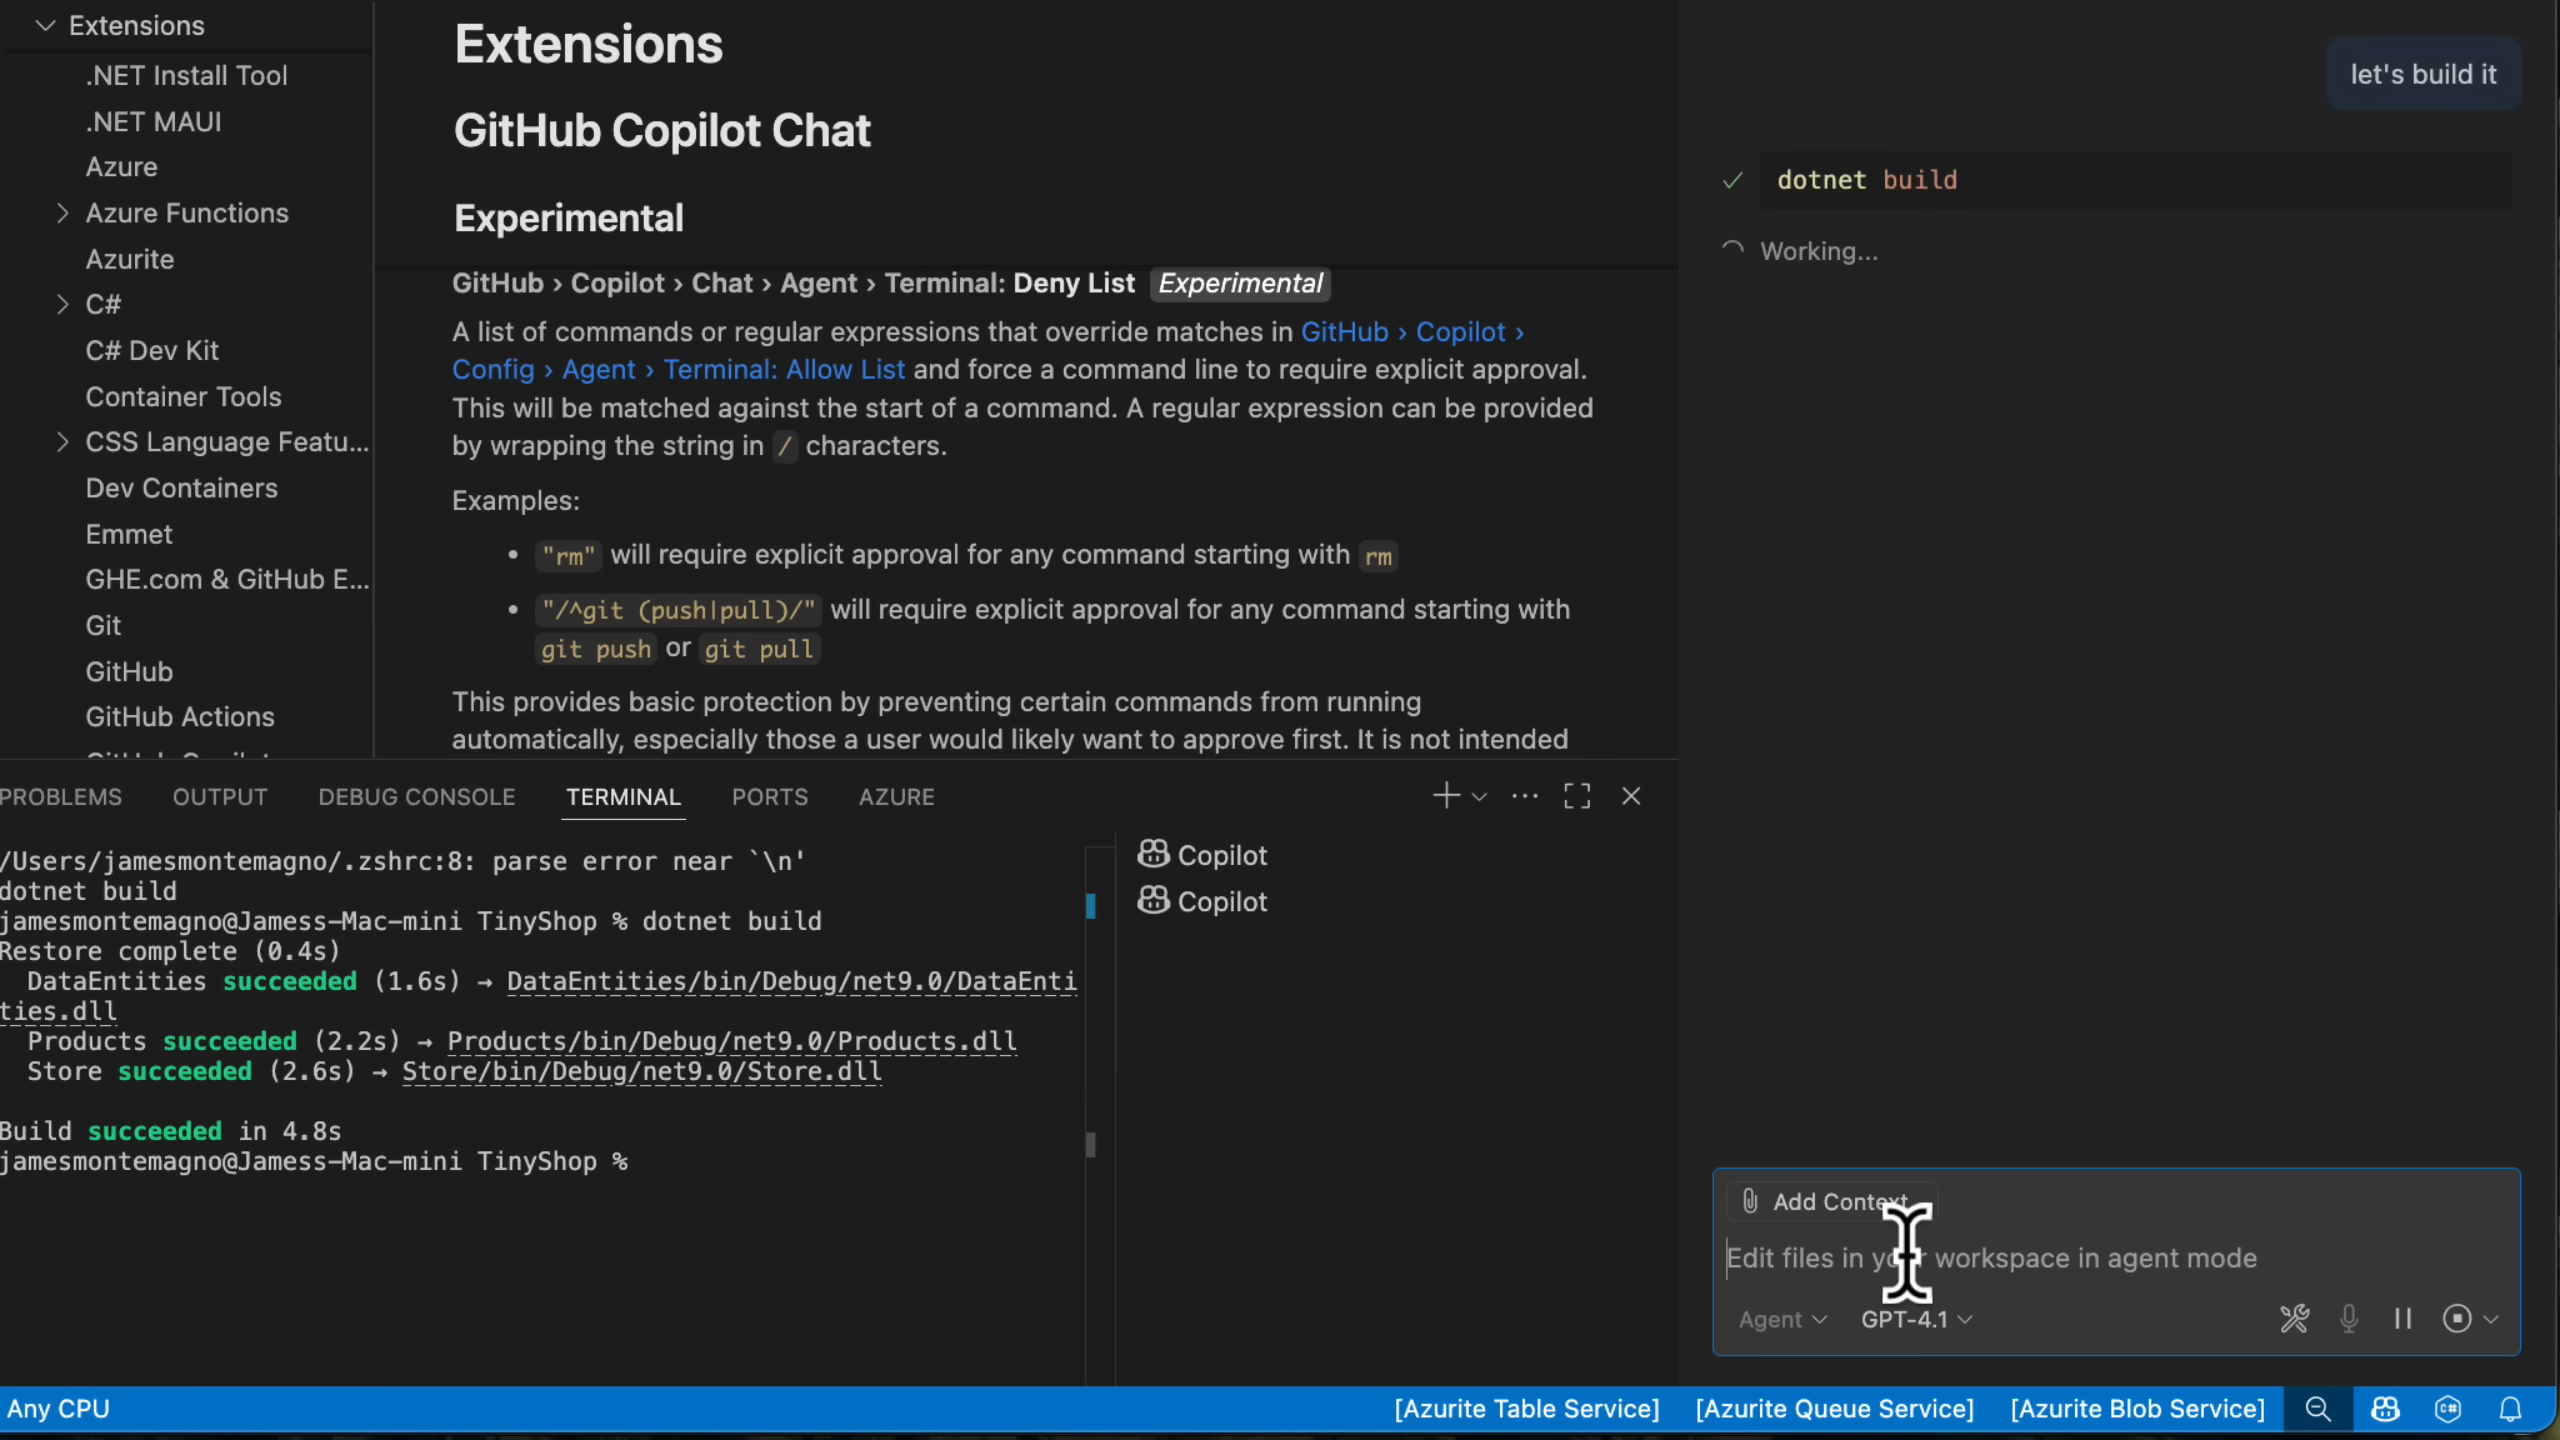 Extensions
.NET Install Tool
.NET MAUI
Azure
Azure Functions
Azurite
C#
C# Dev Kit
Container Tools
CSS Language Featu...
Dev Containers
Emmet
GHE.com & GitHub E...
Git
GitHub
GitHub Actions
Extensions
GitHub Copilot Chat
Experimental
GitHub › Copilot › Chat › Agent › Terminal: Deny List Experimental
A list of commands or regular expressions that override matches in GitHub › Copilot ›
Config › Agent › Terminal: Allow List and force a command line to require explicit approval.
This will be matched against the start of a command. A regular expression can be provided
by wrapping the string in / characters.
Examples:
• "rm" will require explicit approval for any command starting with rm
• "/^git (push|pull)/" will require explicit approval for any command starting with
git push or git pull
This provides basic protection by preventing certain commands from running
automatically, especially those a user would likely want to approve first. It is not intended
PROBLEMS OUTPUT DEBUG CONSOLE TERMINAL PORTS AZURE
/Users/jamesmontemagno/.zshrc:8: parse error near `\n'
dotnet build
jamesmontemagno@Jamess-Mac-mini TinyShop % dotnet build
Restore complete (0.4s)
DataEntities succeeded (1.6s) → DataEntities/bin/Debug/net9.0/DataEnti
ties.dll
Products succeeded (2.2s) → Products/bin/Debug/net9.0/Products.dll
Store succeeded (2.6s) → Store/bin/Debug/net9.0/Store.dll
Build succeeded in 4.8s
jamesmontemagno@Jamess-Mac-mini TinyShop %
Copilot
Copilot
let's build it
dotnet build
Working...
Add Context...
Edit files in your workspace in agent mode
Agent GPT-4.1
Any CPU [Azurite Table Service] [Azurite Queue Service] [Azurite Blob Service]